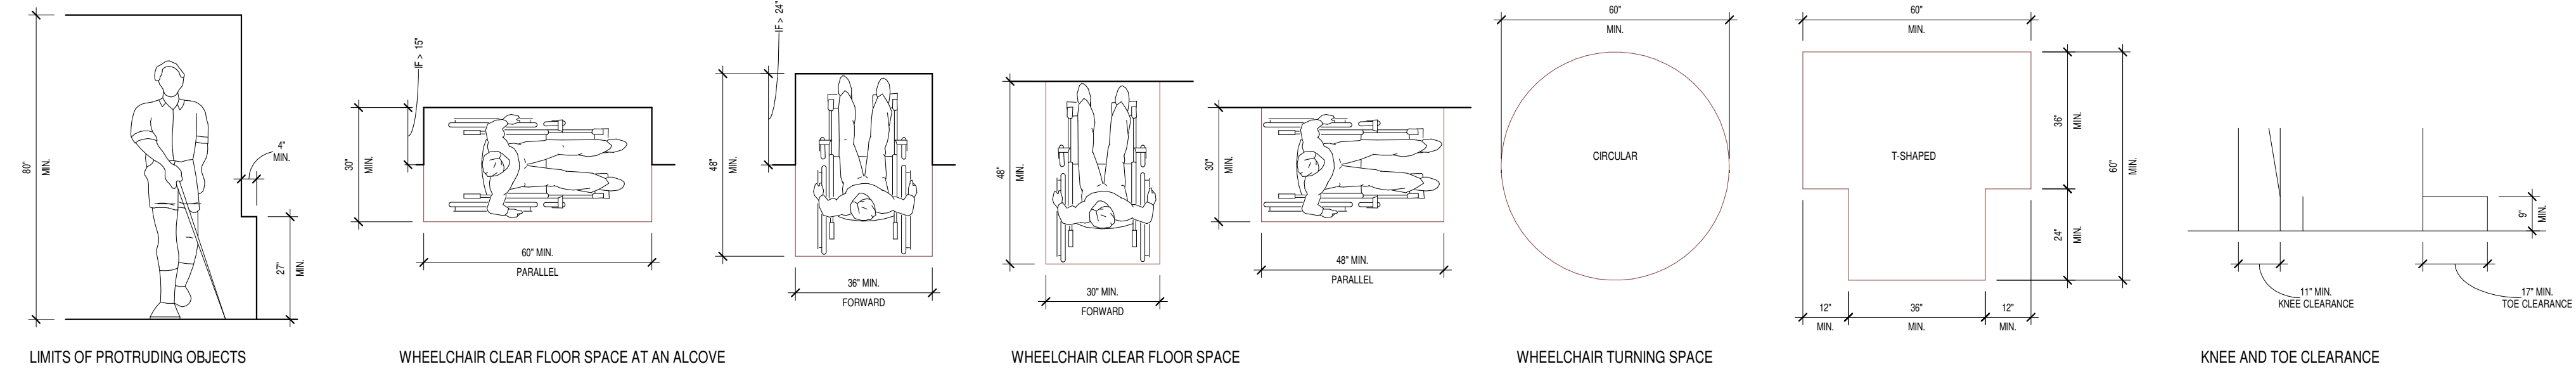 80"
MIN.
4"
MIN.
27"
MIN.
LIMITS OF PROTRUDING OBJECTS
IF > 15"
30"
MIN.
60" MIN.
PARALLEL
IF > 24"
48"
MIN.
36" MIN.
FORWARD
WHEELCHAIR CLEAR FLOOR SPACE AT AN ALCOVE
48"
MIN.
30" MIN.
FORWARD
30"
MIN.
48" MIN.
PARALLEL
WHEELCHAIR CLEAR FLOOR SPACE
60"
MIN.
CIRCULAR
60"
MIN.
T-SHAPED
36"
MIN.
24"
MIN.
60"
MIN.
12"
MIN.
36"
MIN.
12"
MIN.
WHEELCHAIR TURNING SPACE
11" MIN.
KNEE CLEARANCE
9"
MIN.
17" MIN.
TOE CLEARANCE
KNEE AND TOE CLEARANCE